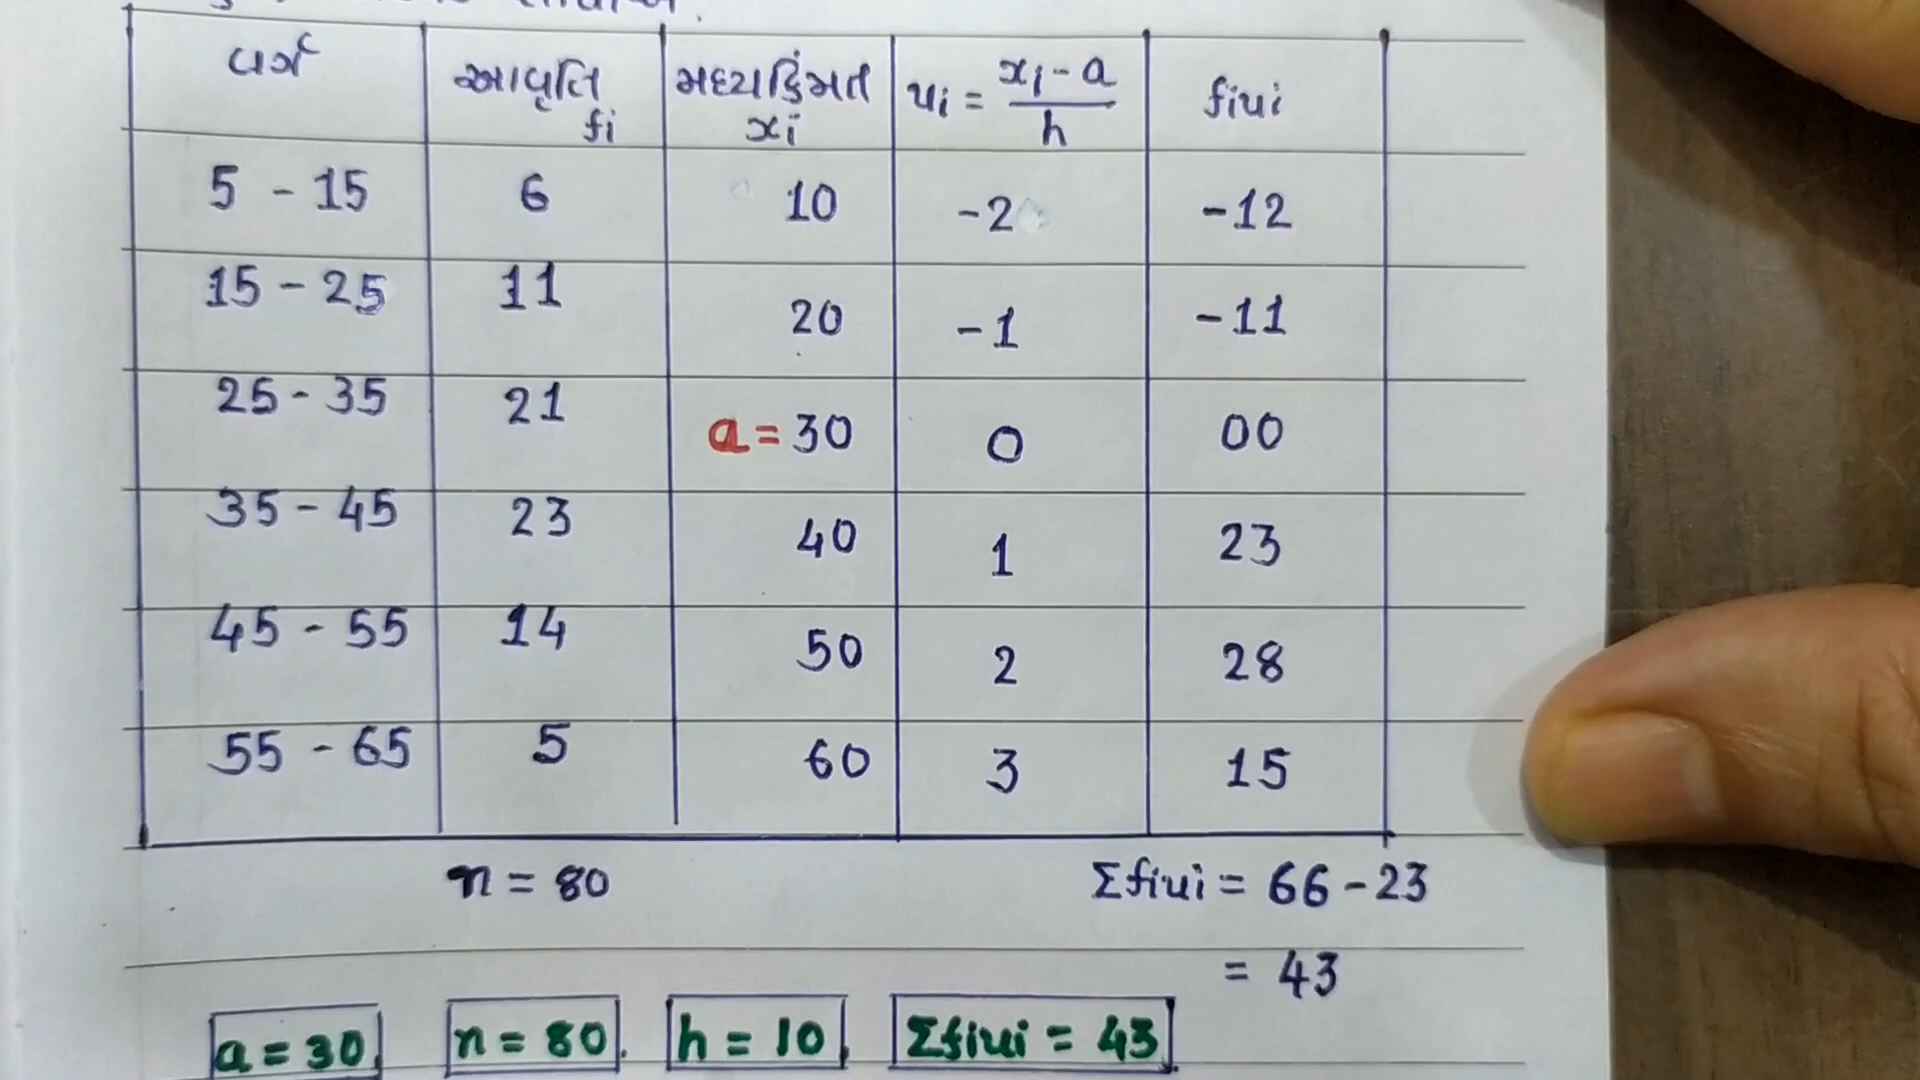 વર્ગ આવૃત્તિ fi મધ્યકિંમત xi ui = xi - a / h fiui
5 - 15 6 10 -2 -12
15 - 25 11 20 -1 -11
25 - 35 21 a = 30 0 00
35 - 45 23 40 1 23
45 - 55 14 50 2 28
55 - 65 5 60 3 15
n = 80 Σfiui = 66 - 23
= 43
a = 30 n = 80 h = 10 Σfiui = 43